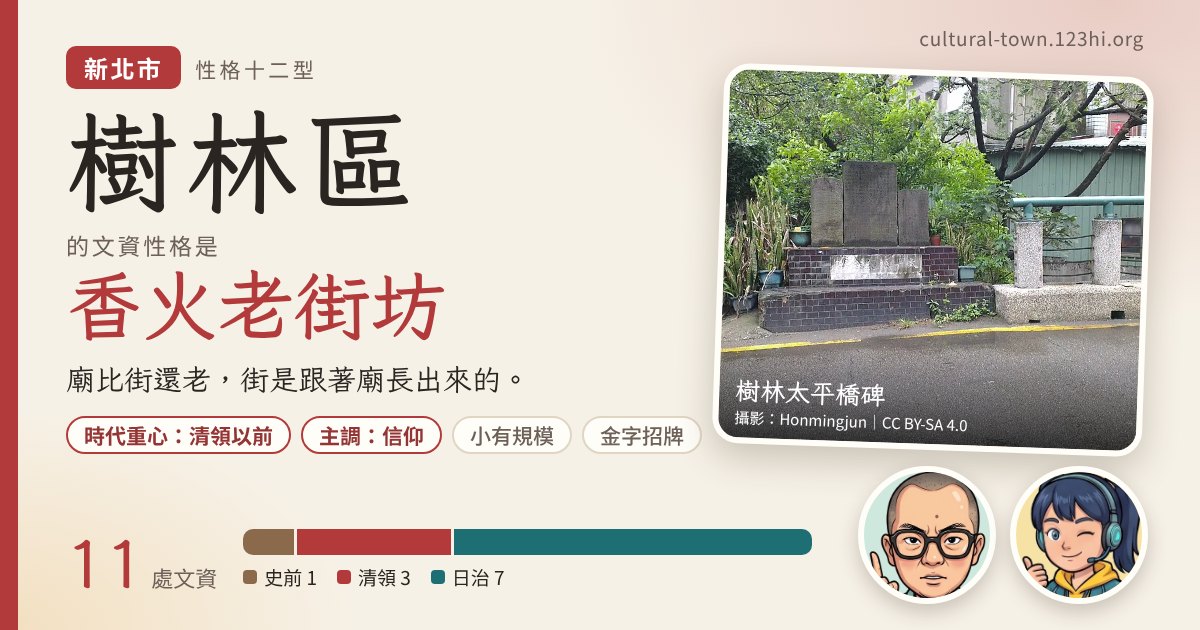 cultural-town.123hi.org
新北市 性格十二型
樹林區
的文資性格是
香火老街坊
廟比街還老，街是跟著廟長出來的。
時代重心：清領以前 主調：信仰 小有規模 金字招牌
樹林太平橋碑
攝影：Honmingjun｜CC BY-SA 4.0
11 處文資
史前 1 清領 3 日治 7